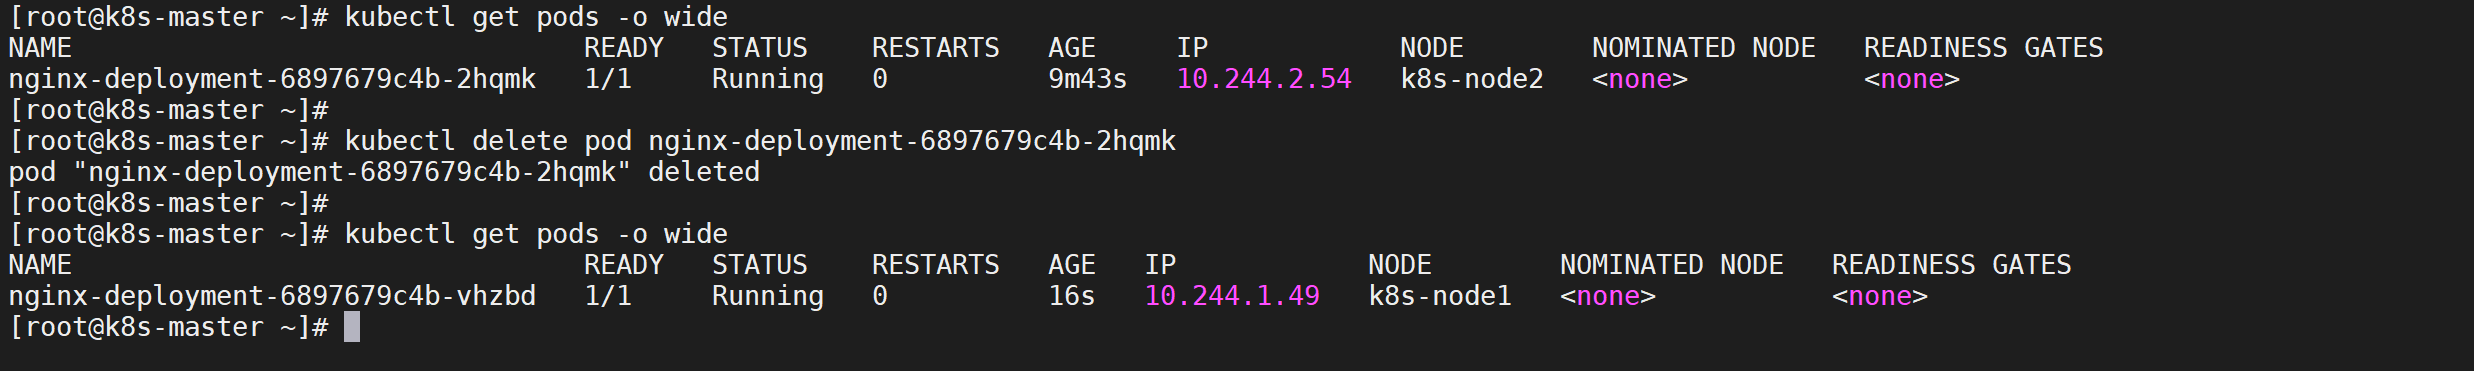 [root@k8s-master ~]# kubectl get pods -o wide
NAME                                READY   STATUS    RESTARTS   AGE     IP            NODE        NOMINATED NODE   READINESS GATES
nginx-deployment-6897679c4b-2hqmk   1/1     Running   0          9m43s   10.244.2.54   k8s-node2   <none>           <none>
[root@k8s-master ~]#
[root@k8s-master ~]# kubectl delete pod nginx-deployment-6897679c4b-2hqmk
pod "nginx-deployment-6897679c4b-2hqmk" deleted
[root@k8s-master ~]#
[root@k8s-master ~]# kubectl get pods -o wide
NAME                                READY   STATUS    RESTARTS   AGE   IP            NODE        NOMINATED NODE   READINESS GATES
nginx-deployment-6897679c4b-vhzbd   1/1     Running   0          16s   10.244.1.49   k8s-node1   <none>           <none>
[root@k8s-master ~]#